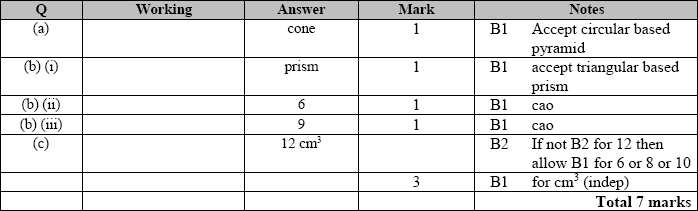 Q Working Answer Mark Notes
(a) cone 1 B1 Accept circular based
pyramid
(b) (i) prism 1 B1 accept triangular based
prism
(b) (ii) 6 1 B1 cao
(b) (iii) 9 1 B1 cao
(c) 12 cm³ B2 If not B2 for 12 then
allow B1 for 6 or 8 or 10
3 B1 for cm³ (indep)
Total 7 marks